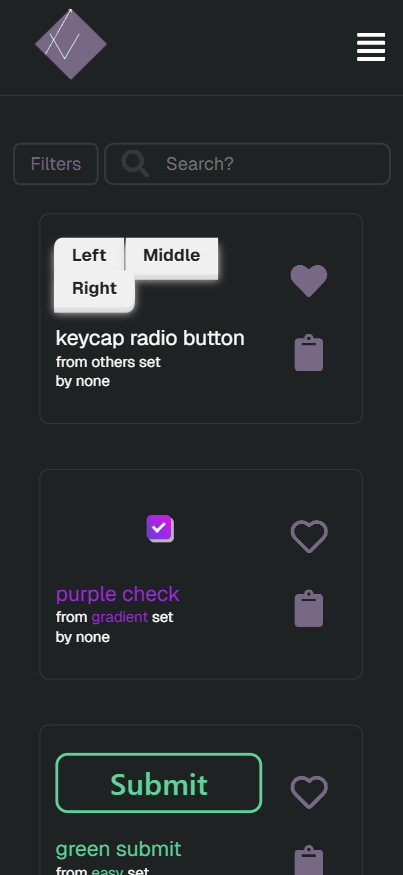 Filters Search?
Left Middle
Right
keycap radio button
from others set
by none
purple check
from gradient set
by none
Submit
green submit
from easy set